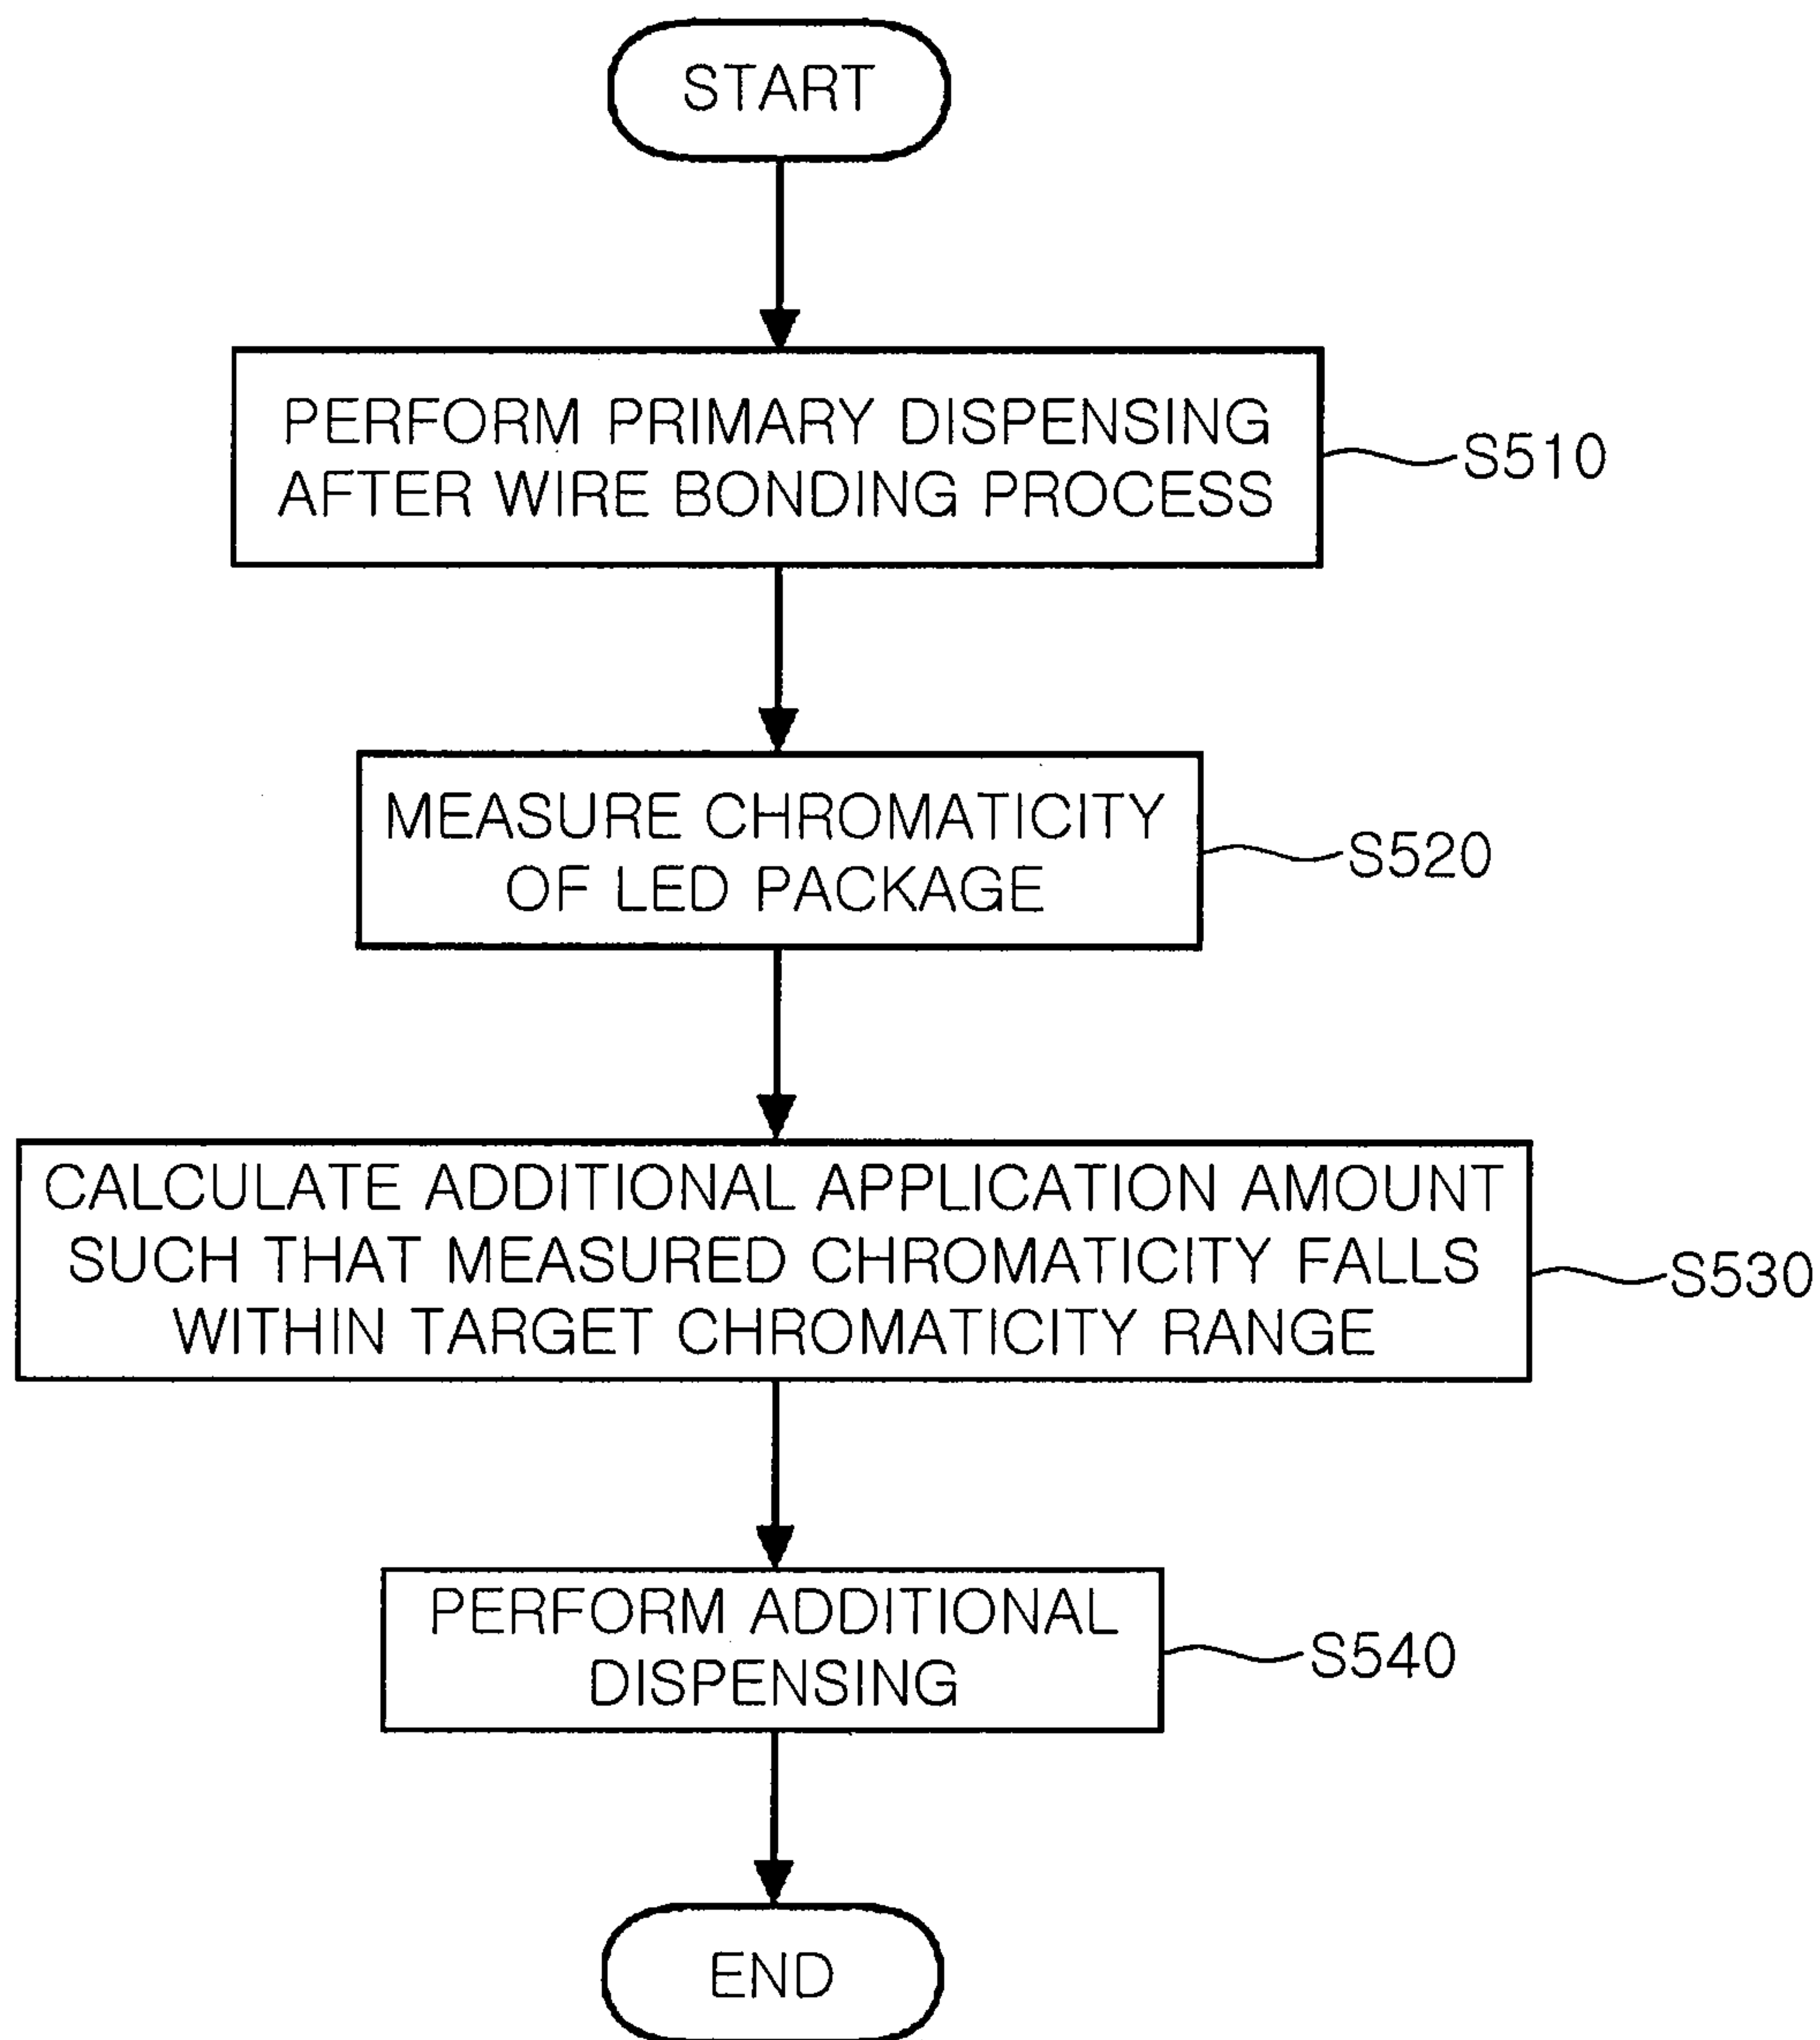 START
PERFORM PRIMARY DISPENSING
AFTER WIRE BONDING PROCESS
S510
MEASURE CHROMATICITY
OF LED PACKAGE
S520
CALCULATE ADDITIONAL APPLICATION AMOUNT
SUCH THAT MEASURED CHROMATICITY FALLS
WITHIN TARGET CHROMATICITY RANGE
S530
PERFORM ADDITIONAL
DISPENSING
S540
END